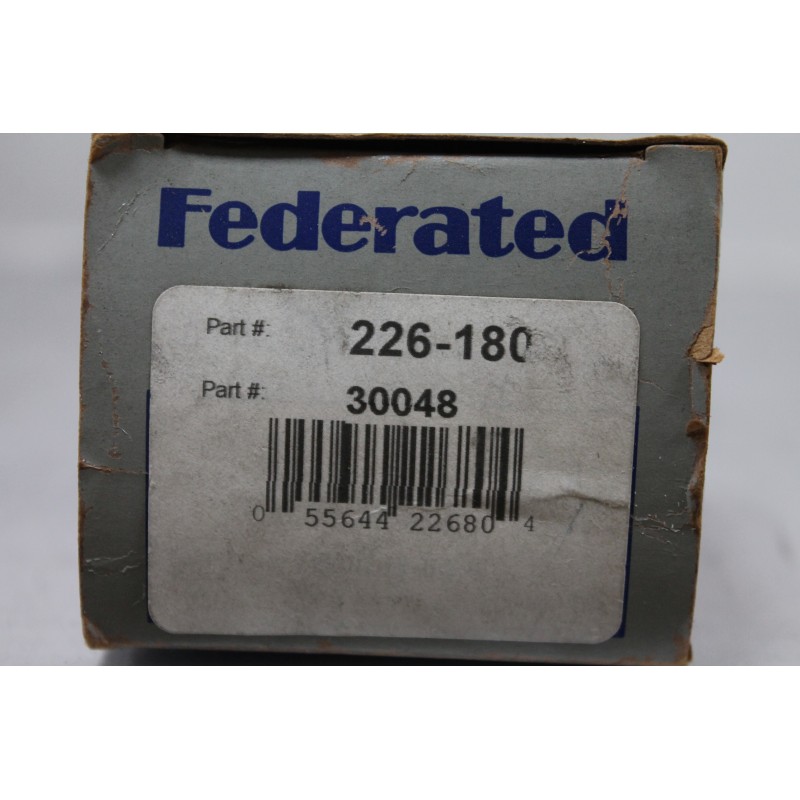 Federated
Part #: 226-180
Part #: 30048
0 55644 22680 4